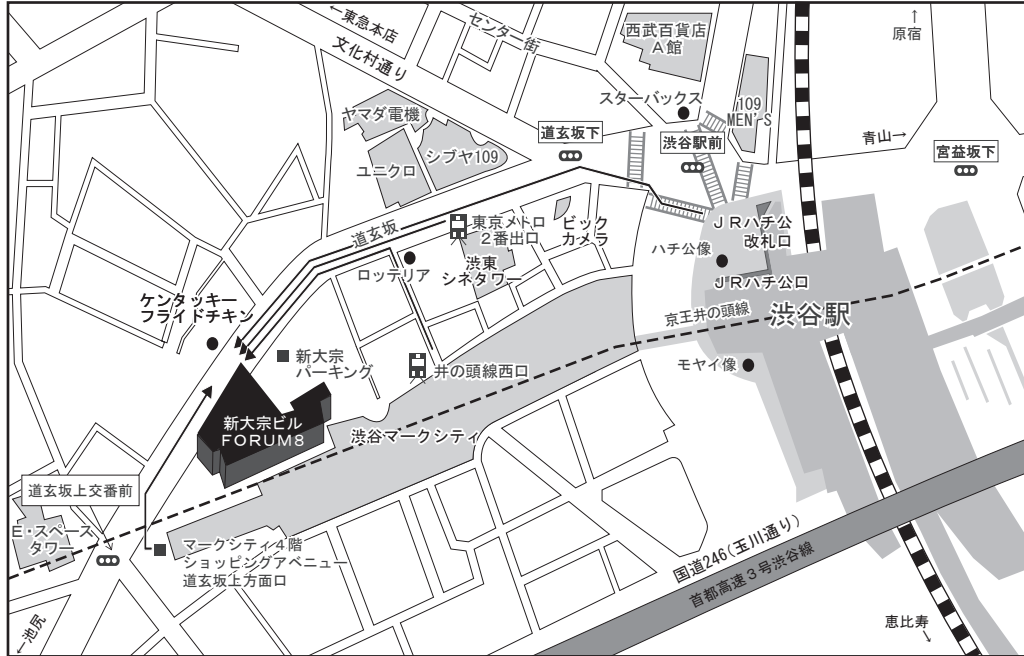 ←東急本店
センター街
文化村通り
西武百貨店
A館
↑
原宿
スターバックス
109
MEN'S
ヤマダ電機
シブヤ109
ユニクロ
道玄坂下
渋谷駅前
青山→
宮益坂下
道玄坂
東京メトロ
2番出口
ビック
カメラ
JRハチ公
改札口
ハチ公像
JRハチ公口
ロッテリア
渋東
シネタワー
ケンタッキー
フライドチキン
京王井の頭線
渋谷駅
新大宗
パーキング
井の頭線西口
モヤイ像
新大宗ビル
FORUM8
渋谷マークシティ
道玄坂上交番前
E・スペース
タワー
マークシティ4階
ショッピングアベニュー
道玄坂上方面口
国道246(玉川通り)
首都高速3号渋谷線
←池尻
恵比寿
↓